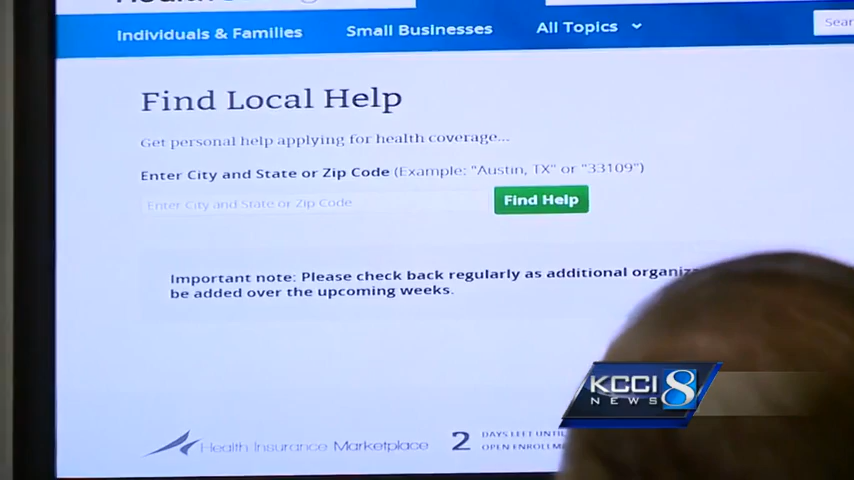 Individuals & Families Small Businesses All Topics
Sear
Find Local Help
Get personal help applying for health coverage...
Enter City and State or Zip Code (Example: "Austin, TX" or "33109")
Enter City and State or Zip Code
Find Help
Important note: Please check back regularly as additional organiz
be added over the upcoming weeks.
KCCI 8
NEWS
Health Insurance Marketplace
2 DAYS LEFT UNTIL
OPEN ENROLLM